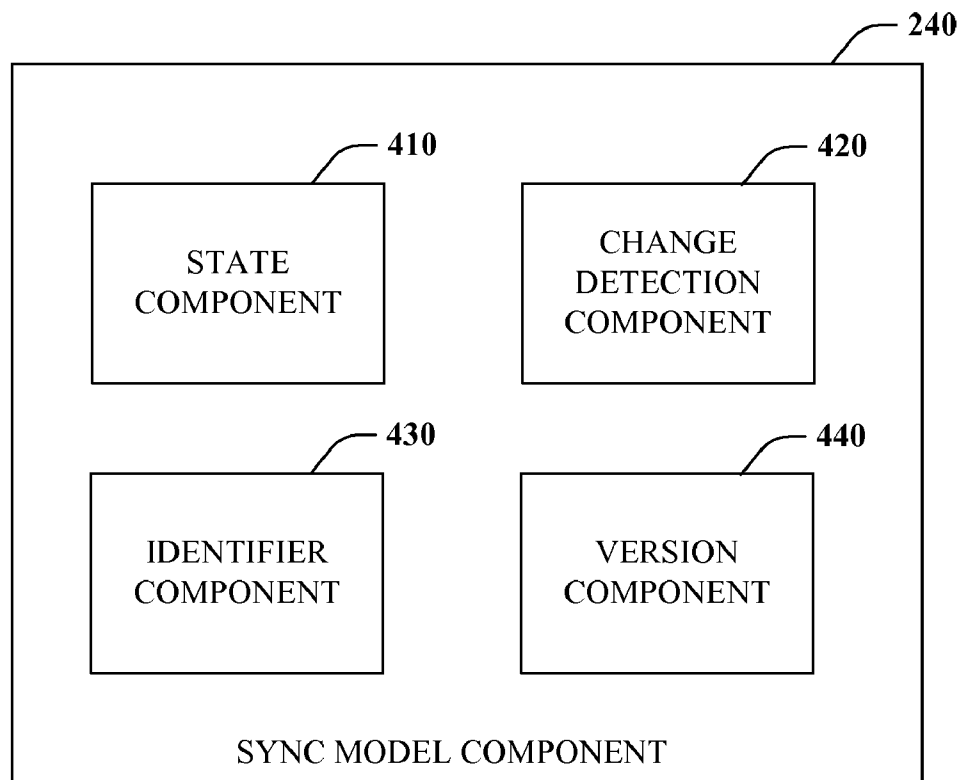 240
410
STATE
COMPONENT
420
CHANGE
DETECTION
COMPONENT
430
IDENTIFIER
COMPONENT
440
VERSION
COMPONENT
SYNC MODEL COMPONENT